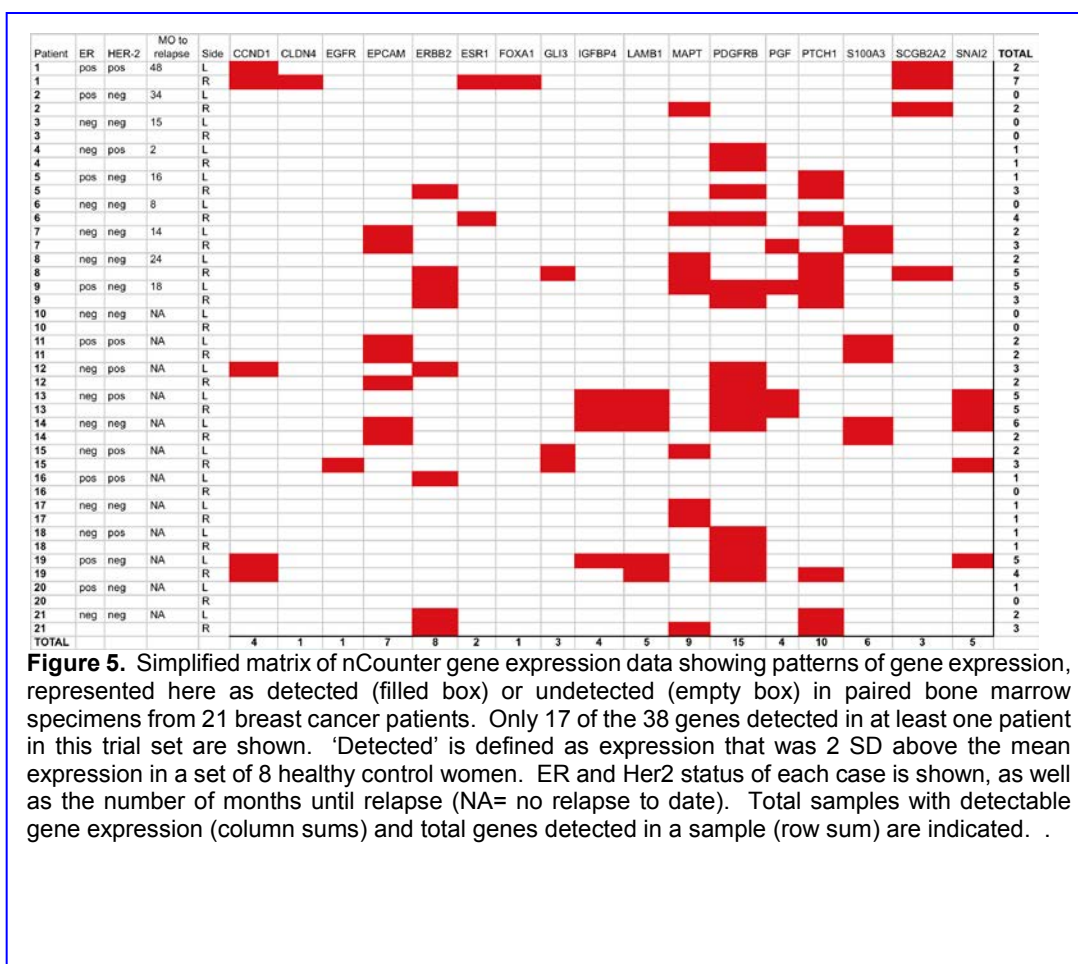 MO to
Patient ER HER-2 relapse Side CCND1 CLDN4 EGFR EPCAM ERBB2 ESR1 FOXA1 GLI3 IGFBP4 LAMB1 MAPT PDGFRB PGF PTCH1 S100A3 SCGB2A2 SNAI2 TOTAL
1 pos pos 48 L 2
1 R 7
2 pos neg 34 L 0
2 R 2
3 neg neg 15 L 0
3 R 0
4 neg pos 2 L 1
4 R 1
5 pos neg 16 L 1
5 R 3
6 neg neg 8 L 0
6 R 4
7 neg neg 14 L 2
7 R 3
8 neg neg 24 L 2
8 R 5
9 pos neg 18 L 5
9 R 3
10 neg neg NA L 0
10 R 0
11 pos pos NA L 2
11 R 2
12 neg pos NA L 3
12 R 2
13 neg pos NA L 5
13 R 5
14 neg neg NA L 6
14 R 2
15 neg pos NA L 2
15 R 3
16 pos pos NA L 1
16 R 0
17 neg neg NA L 1
17 R 1
18 neg pos NA L 1
18 R 1
19 pos neg NA L 5
19 R 4
20 pos neg NA L 1
20 R 0
21 neg neg NA L 2
21 R 3
TOTAL 4 1 1 7 8 2 1 3 4 5 9 15 4 10 6 3 5
Figure 5. Simplified matrix of nCounter gene expression data showing patterns of gene expression,
represented here as detected (filled box) or undetected (empty box) in paired bone marrow
specimens from 21 breast cancer patients. Only 17 of the 38 genes detected in at least one patient
in this trial set are shown. 'Detected' is defined as expression that was 2 SD above the mean
expression in a set of 8 healthy control women. ER and Her2 status of each case is shown, as well
as the number of months until relapse (NA= no relapse to date). Total samples with detectable
gene expression (column sums) and total genes detected in a sample (row sum) are indicated. .